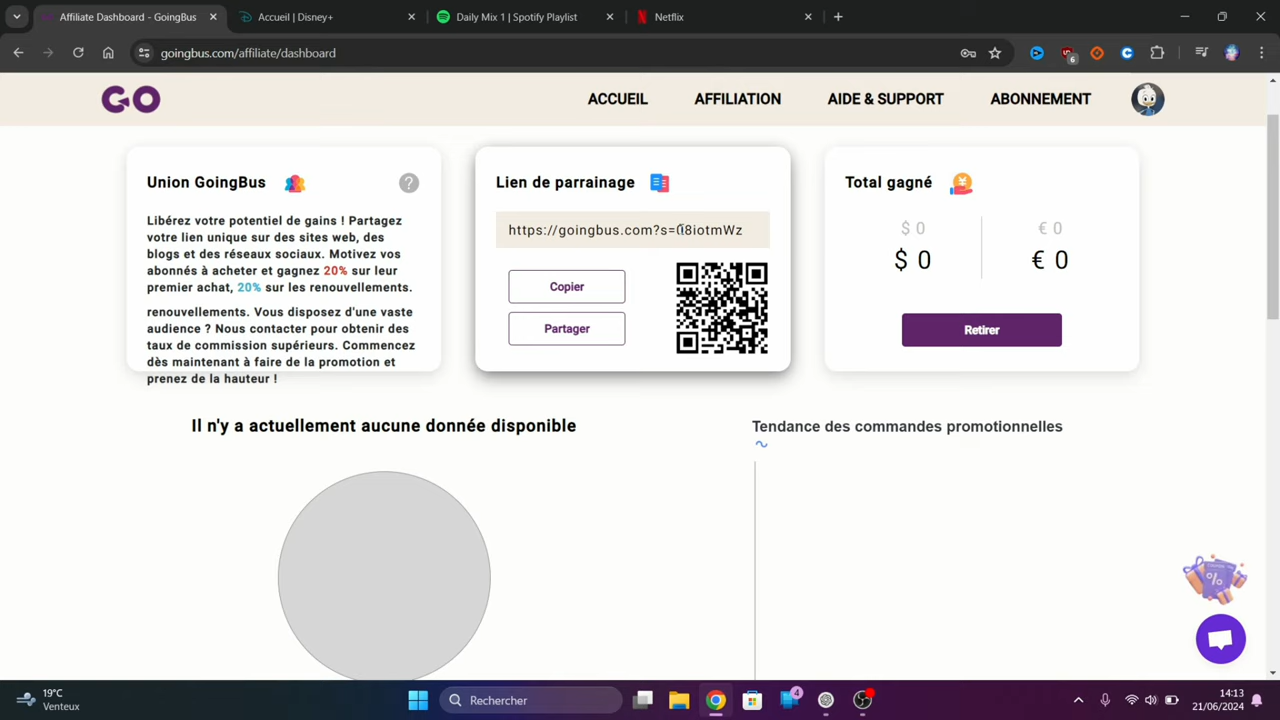 Affiliate Dashboard - GoingBus
Accueil | Disney+
Daily Mix 1 | Spotify Playlist
Netflix
goingbus.com/affiliate/dashboard
6
GO
ACCUEIL
AFFILIATION
AIDE & SUPPORT
ABONNEMENT
Union GoingBus
?
Libérez votre potentiel de gains ! Partagez
votre lien unique sur des sites web, des
blogs et des réseaux sociaux. Motivez vos
abonnés à acheter et gagnez 20% sur leur
premier achat, 20% sur les renouvellements.
renouvellements. Vous disposez d'une vaste
audience ? Nous contacter pour obtenir des
taux de commission supérieurs. Commencez
dès maintenant à faire de la promotion et
prenez de la hauteur !
Lien de parrainage
Copier
Partager
Total gagné
$ 0
€ 0
$ 0
€ 0
Retirer
Il n'y a actuellement aucune donnée disponible
Tendance des commandes promotionnelles
%
19°C
Venteux
Rechercher
4
14:13
21/06/2024